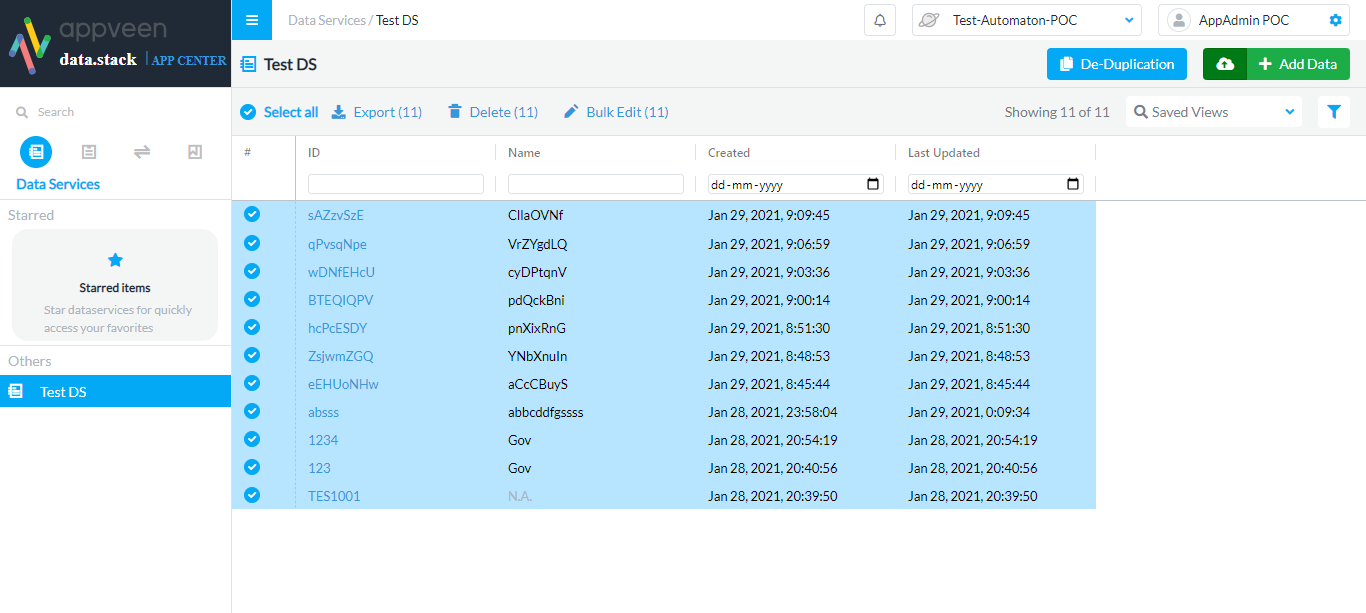 appveen
data.stack | APP CENTER
Data Services / Test DS
Test-Automaton-POC
AppAdmin POC
Test DS
De-Duplication
Add Data
Search
Select all
Export (11)
Delete (11)
Bulk Edit (11)
Showing 11 of 11
Saved Views
Data Services
Starred
Starred items
Star dataservices for quickly
access your favorites
Others
Test DS
# ID Name Created Last Updated
dd-mm-yyyy dd-mm-yyyy
sAZzvSzE CIlaOVNf Jan 29, 2021, 9:09:45 Jan 29, 2021, 9:09:45
qPvsqNpe VrZYgdLQ Jan 29, 2021, 9:06:59 Jan 29, 2021, 9:06:59
wDNfEHcU cyDPtqnV Jan 29, 2021, 9:03:36 Jan 29, 2021, 9:03:36
BTEQIQPV pdQckBni Jan 29, 2021, 9:00:14 Jan 29, 2021, 9:00:14
hcPcESDY pnXixRnG Jan 29, 2021, 8:51:30 Jan 29, 2021, 8:51:30
ZsjwmZGQ YNbXnuIn Jan 29, 2021, 8:48:53 Jan 29, 2021, 8:48:53
eEHUoNHw aCcCBuyS Jan 29, 2021, 8:45:44 Jan 29, 2021, 8:45:44
absss abbcddfgssss Jan 28, 2021, 23:58:04 Jan 29, 2021, 0:09:34
1234 Gov Jan 28, 2021, 20:54:19 Jan 28, 2021, 20:54:19
123 Gov Jan 28, 2021, 20:40:56 Jan 28, 2021, 20:40:56
TES1001 N.A. Jan 28, 2021, 20:39:50 Jan 28, 2021, 20:39:50